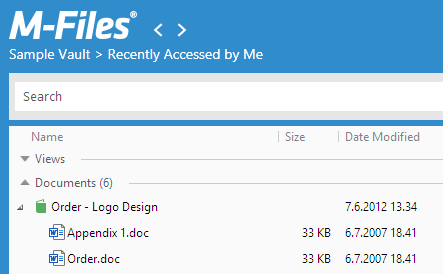 M-Files®
Sample Vault > Recently Accessed by Me
Search
Name Size Date Modified
Views
Documents (6)
Order - Logo Design 7.6.2012 13.34
Appendix 1.doc 33 KB 6.7.2007 18.41
Order.doc 33 KB 6.7.2007 18.41